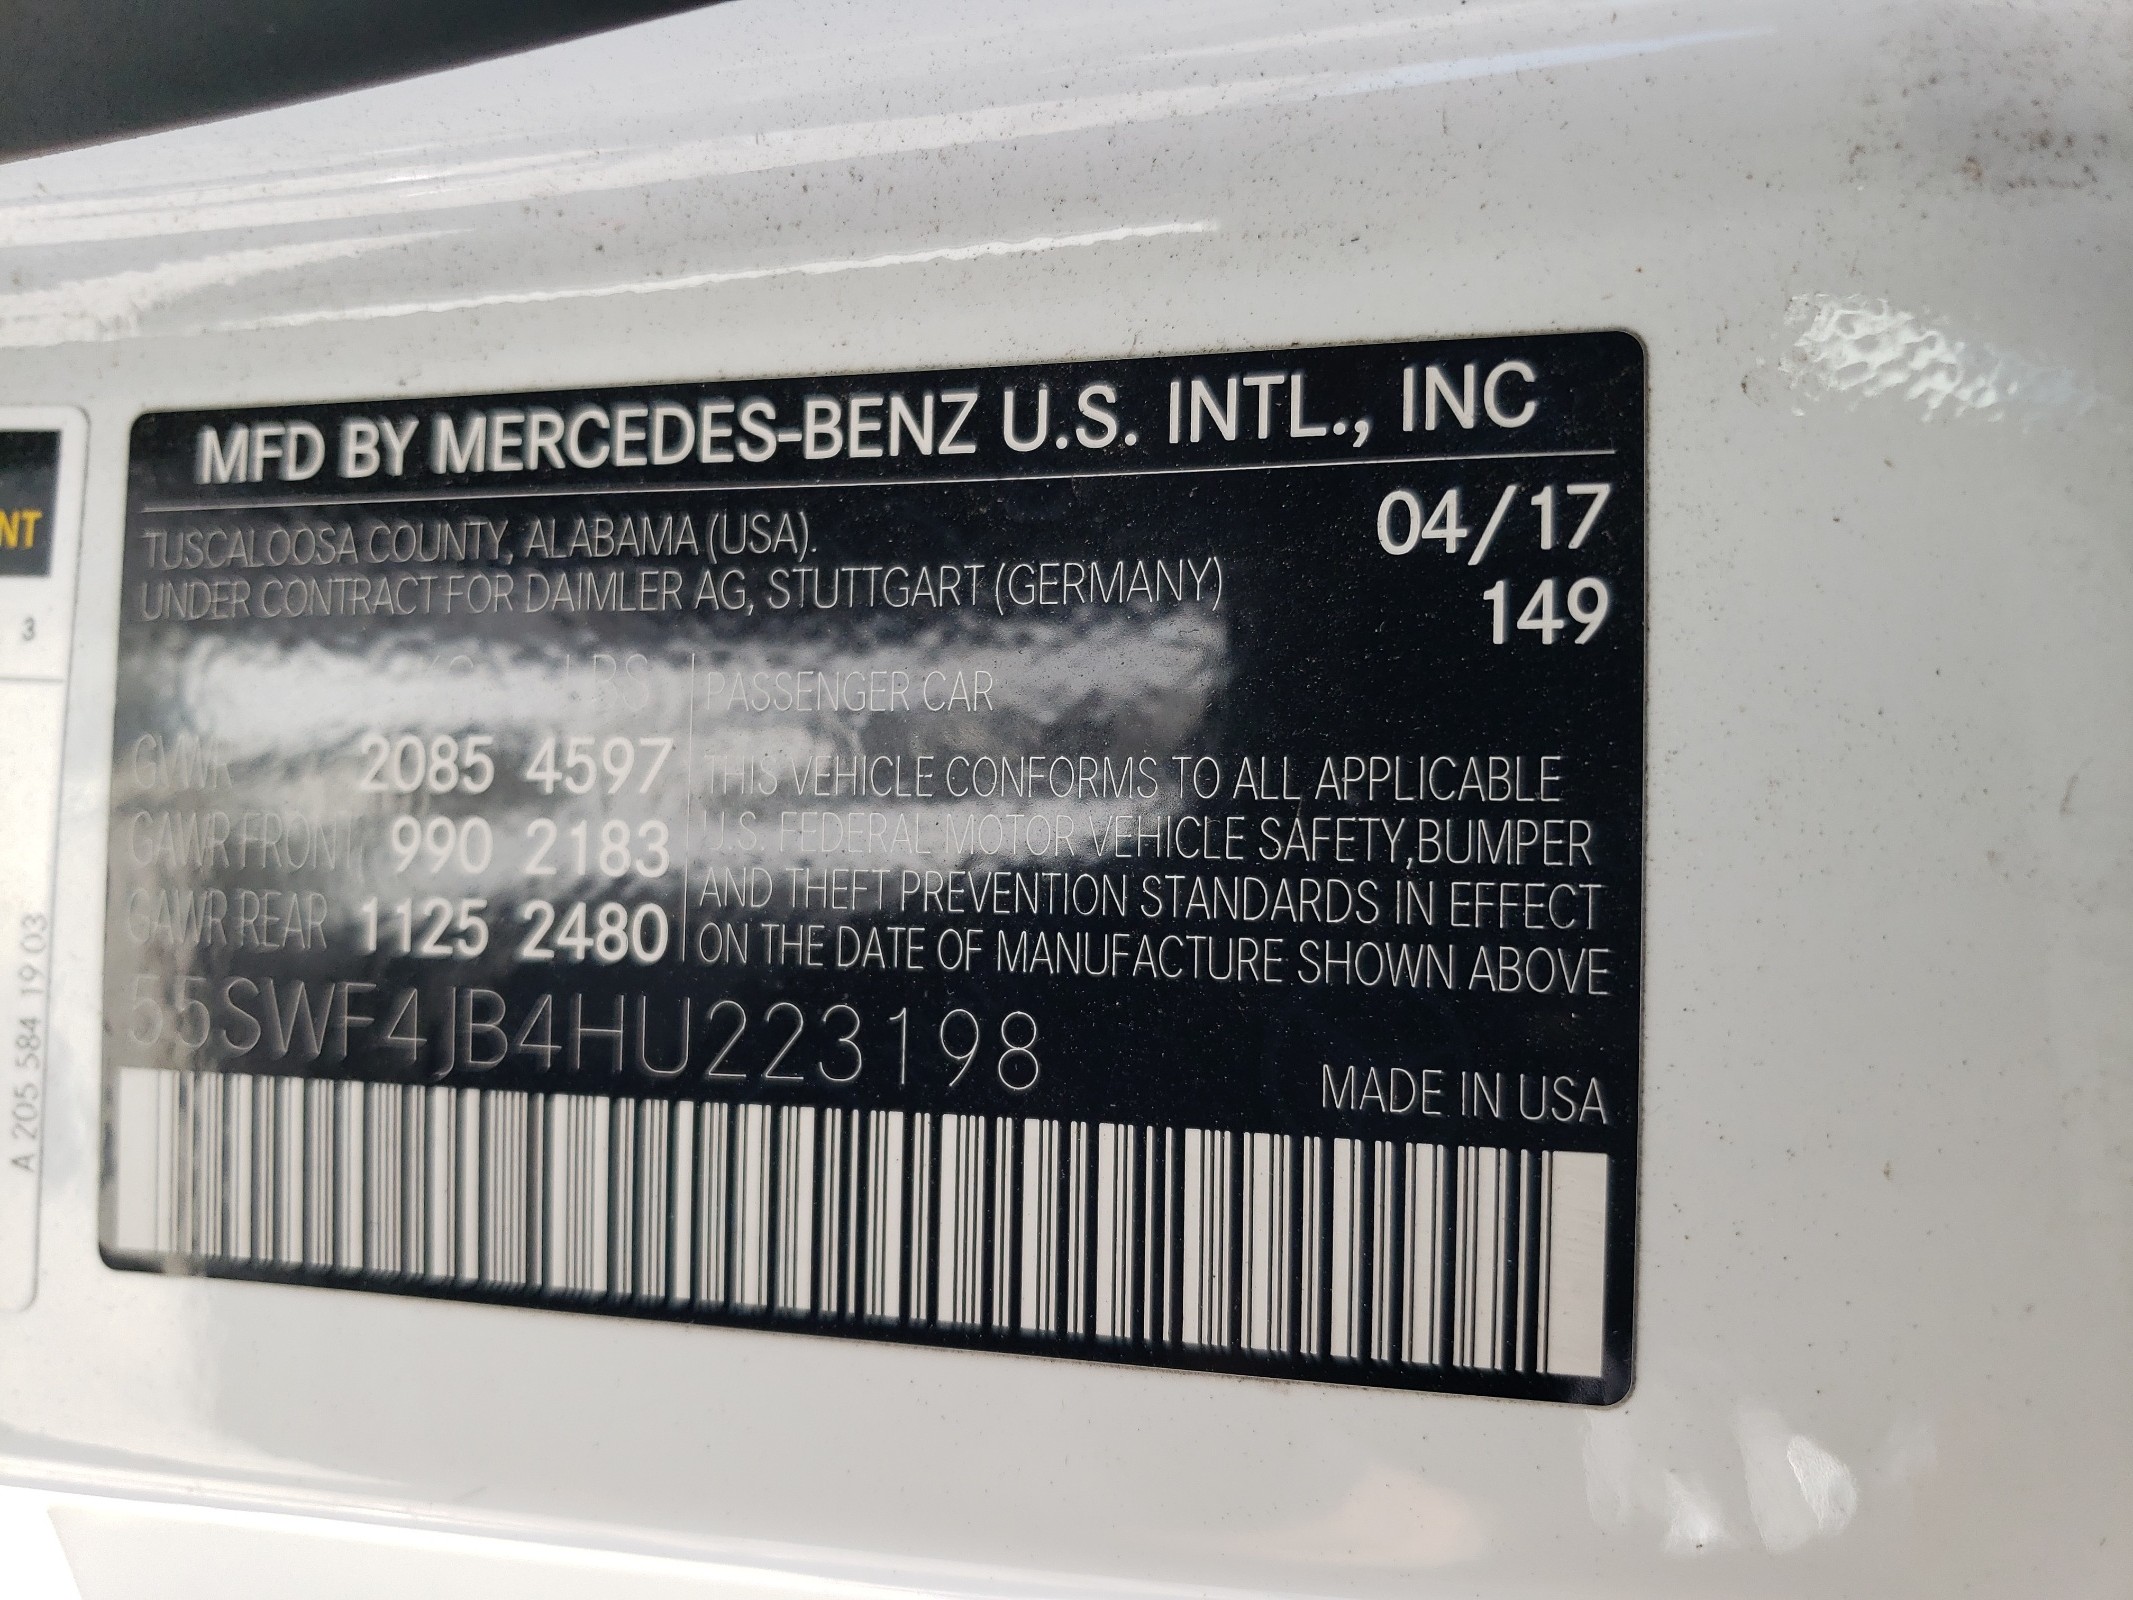 MFD BY MERCEDES-BENZ U.S. INTL., INC
TUSCALOOSA COUNTY, ALABAMA (USA).
UNDER CONTRACT FOR DAIMLER AG, STUTTGART (GERMANY)
04/17
149
KG LBS
GVWR 2085 4597
GAWR FRONT 990 2183
GAWR REAR 1125 2480
PASSENGER CAR
THIS VEHICLE CONFORMS TO ALL APPLICABLE
U.S. FEDERAL MOTOR VEHICLE SAFETY,BUMPER
AND THEFT PREVENTION STANDARDS IN EFFECT
ON THE DATE OF MANUFACTURE SHOWN ABOVE
55SWF4JB4HU223198
MADE IN USA
NT
3
A 205 584 19 03